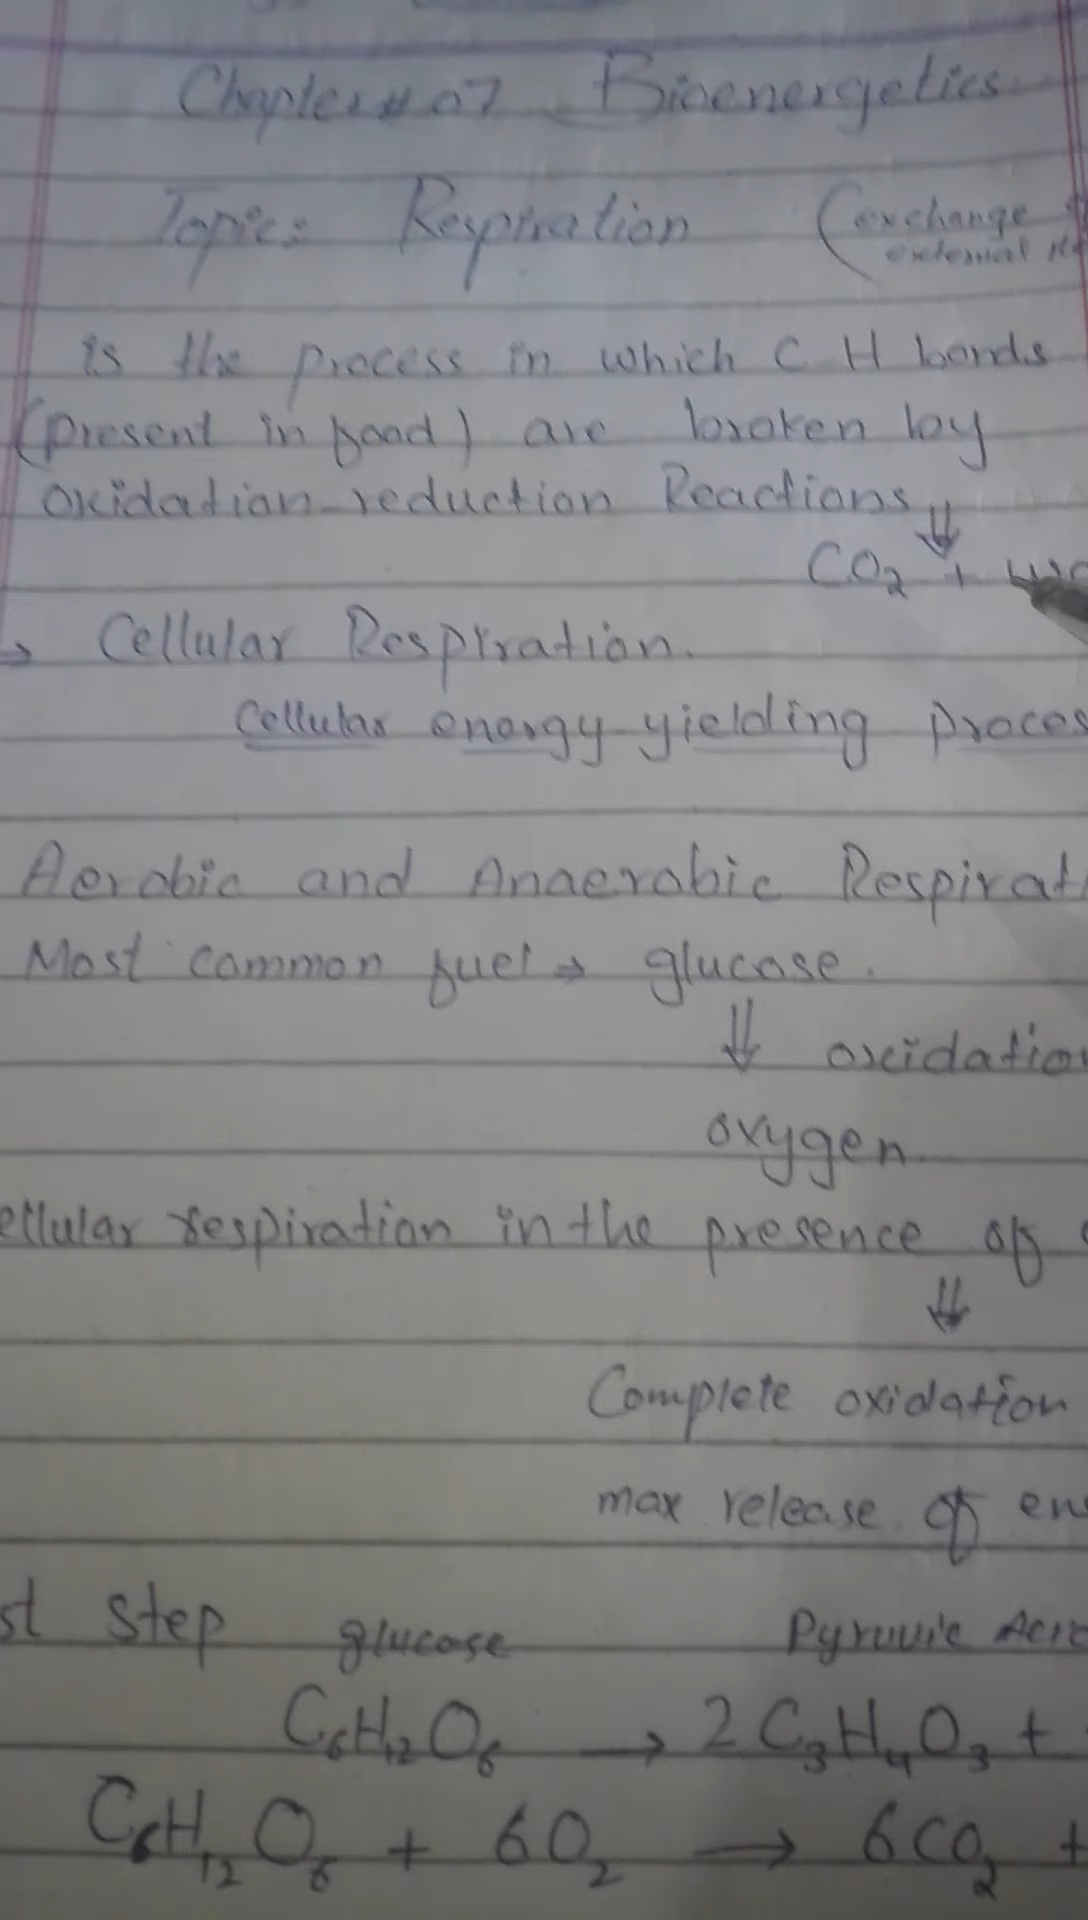 Chapter # 07 Bioenergetics
Topic: Respiration (exchange
external
is the process in which C H bonds
(present in food) are broken by
oxidation-reduction Reactions ⇓
CO₂ +
→ Cellular Respiration.
Cellular energy-yielding Proces
Aerobic and Anaerobic Respirat
Most common fuel → glucose.
⇓ oxidation
oxygen.
ellular respiration in the presence of
⇓
Complete oxidation
max release of en
st step glucose Pyruvic Acid
C₆H₁₂O₆ → 2C₃H₄O₃ +
C₆H₁₂O₆ + 6O₂ → 6CO₂ +